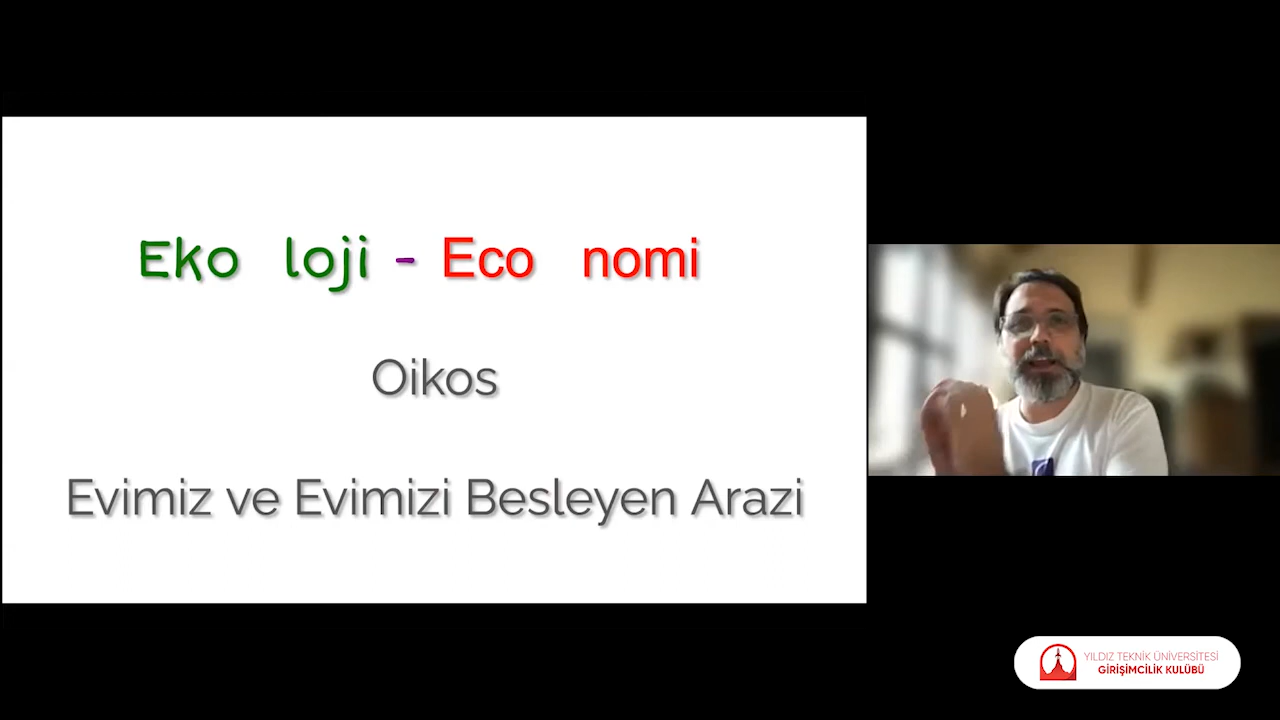 Eko loji - Eco nomi
Oikos
Evimiz ve Evimizi Besleyen Arazi
YILDIZ TEKNİK ÜNİVERSİTESİ
GİRİŞİMCİLİK KULÜBÜ